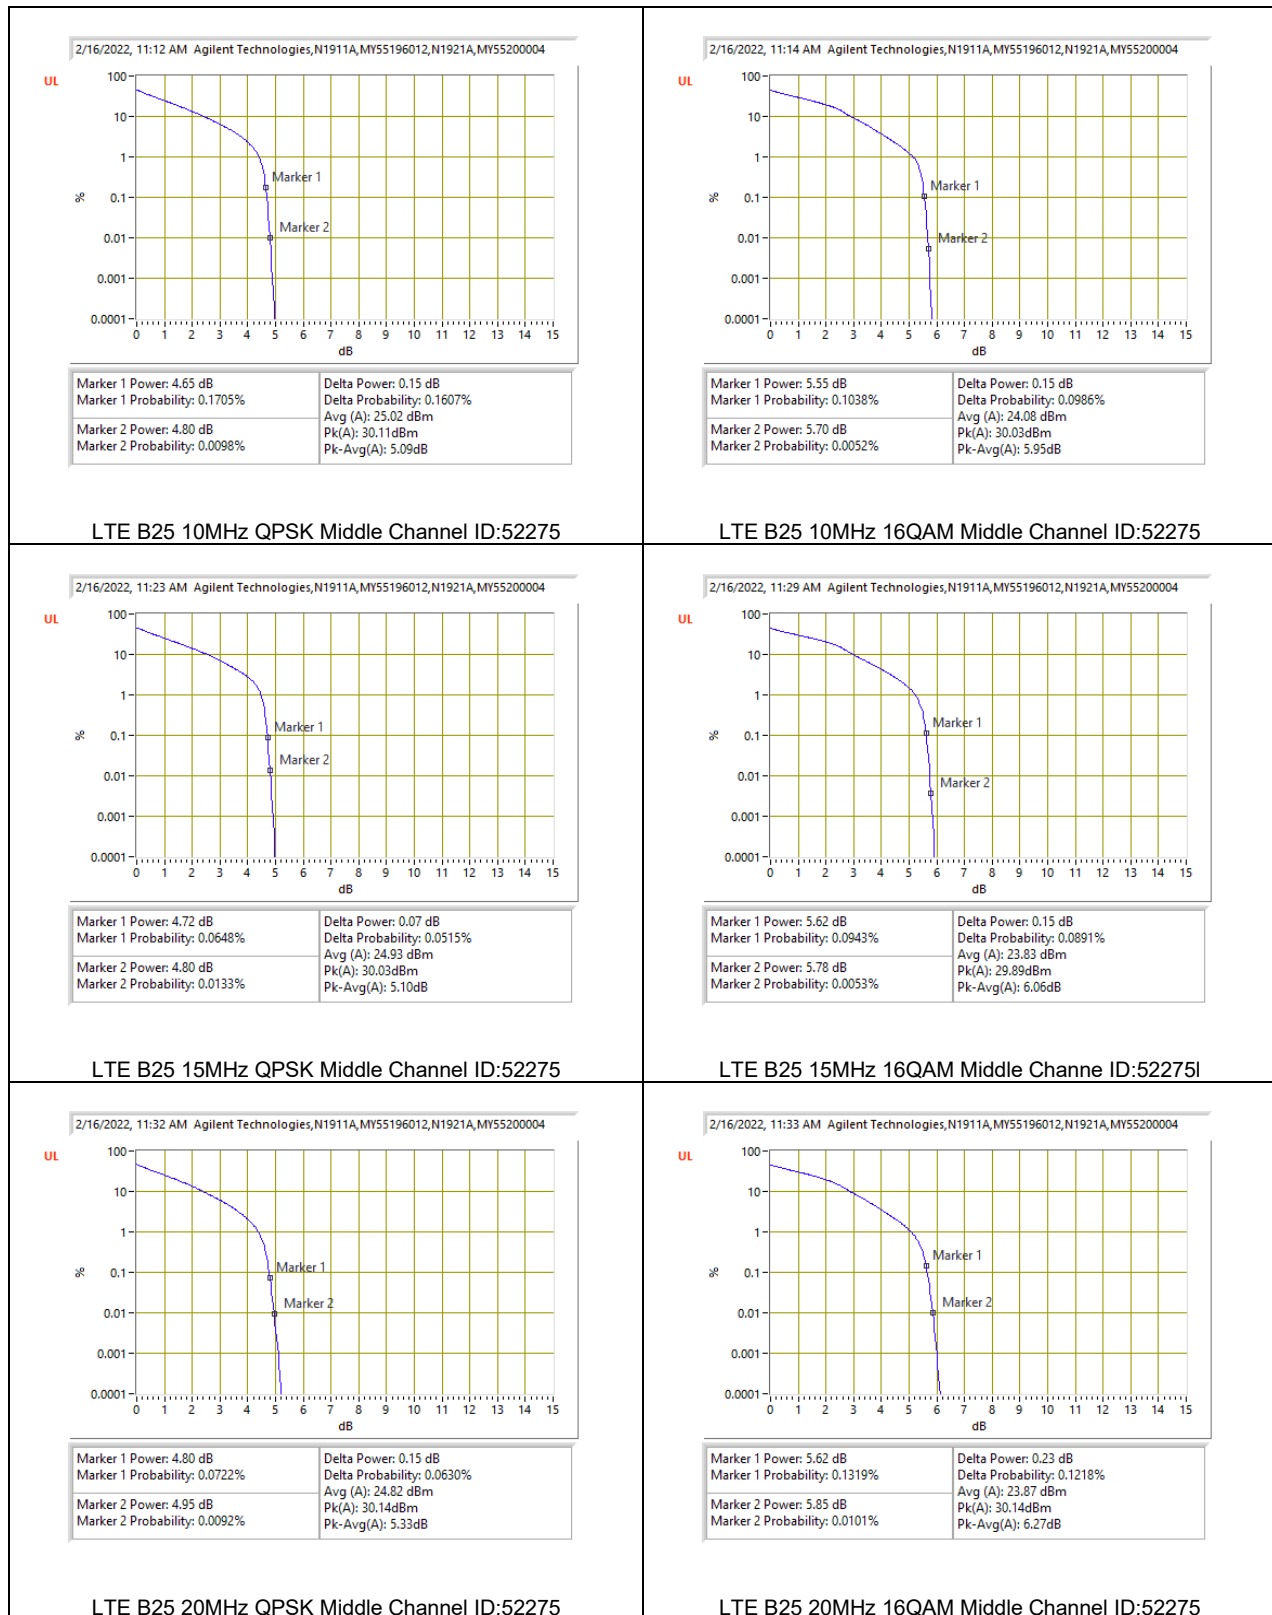 2/16/2022, 11:12 AM  Agilent Technologies,N1911A,MY55196012,N1921A,MY55200004
UL
100
10
1
0.1
0.01
0.001
0.0001
%
Marker 1
Marker 2
0 1 2 3 4 5 6 7 8 9 10 11 12 13 14 15
dB
Marker 1 Power: 4.65 dB
Marker 1 Probability: 0.1705%
Marker 2 Power: 4.80 dB
Marker 2 Probability: 0.0098%
Delta Power: 0.15 dB
Delta Probability: 0.1607%
Avg (A): 25.02 dBm
Pk(A): 30.11dBm
Pk-Avg(A): 5.09dB
LTE B25 10MHz QPSK Middle Channel ID:52275
2/16/2022, 11:14 AM  Agilent Technologies,N1911A,MY55196012,N1921A,MY55200004
UL
100
10
1
0.1
0.01
0.001
0.0001
%
Marker 1
Marker 2
0 1 2 3 4 5 6 7 8 9 10 11 12 13 14 15
dB
Marker 1 Power: 5.55 dB
Marker 1 Probability: 0.1038%
Marker 2 Power: 5.70 dB
Marker 2 Probability: 0.0052%
Delta Power: 0.15 dB
Delta Probability: 0.0986%
Avg (A): 24.08 dBm
Pk(A): 30.03dBm
Pk-Avg(A): 5.95dB
LTE B25 10MHz 16QAM Middle Channel ID:52275
2/16/2022, 11:23 AM  Agilent Technologies,N1911A,MY55196012,N1921A,MY55200004
UL
100
10
1
0.1
0.01
0.001
0.0001
%
Marker 1
Marker 2
0 1 2 3 4 5 6 7 8 9 10 11 12 13 14 15
dB
Marker 1 Power: 4.72 dB
Marker 1 Probability: 0.0648%
Marker 2 Power: 4.80 dB
Marker 2 Probability: 0.0133%
Delta Power: 0.07 dB
Delta Probability: 0.0515%
Avg (A): 24.93 dBm
Pk(A): 30.03dBm
Pk-Avg(A): 5.10dB
LTE B25 15MHz QPSK Middle Channel ID:52275
2/16/2022, 11:29 AM  Agilent Technologies,N1911A,MY55196012,N1921A,MY55200004
UL
100
10
1
0.1
0.01
0.001
0.0001
%
Marker 1
Marker 2
0 1 2 3 4 5 6 7 8 9 10 11 12 13 14 15
dB
Marker 1 Power: 5.62 dB
Marker 1 Probability: 0.0943%
Marker 2 Power: 5.78 dB
Marker 2 Probability: 0.0053%
Delta Power: 0.15 dB
Delta Probability: 0.0891%
Avg (A): 23.83 dBm
Pk(A): 29.89dBm
Pk-Avg(A): 6.06dB
LTE B25 15MHz 16QAM Middle Channe ID:52275l
2/16/2022, 11:32 AM  Agilent Technologies,N1911A,MY55196012,N1921A,MY55200004
UL
100
10
1
0.1
0.01
0.001
0.0001
%
Marker 1
Marker 2
0 1 2 3 4 5 6 7 8 9 10 11 12 13 14 15
dB
Marker 1 Power: 4.80 dB
Marker 1 Probability: 0.0722%
Marker 2 Power: 4.95 dB
Marker 2 Probability: 0.0092%
Delta Power: 0.15 dB
Delta Probability: 0.0630%
Avg (A): 24.82 dBm
Pk(A): 30.14dBm
Pk-Avg(A): 5.33dB
LTE B25 20MHz QPSK Middle Channel ID:52275
2/16/2022, 11:33 AM  Agilent Technologies,N1911A,MY55196012,N1921A,MY55200004
UL
100
10
1
0.1
0.01
0.001
0.0001
%
Marker 1
Marker 2
0 1 2 3 4 5 6 7 8 9 10 11 12 13 14 15
dB
Marker 1 Power: 5.62 dB
Marker 1 Probability: 0.1319%
Marker 2 Power: 5.85 dB
Marker 2 Probability: 0.0101%
Delta Power: 0.23 dB
Delta Probability: 0.1218%
Avg (A): 23.87 dBm
Pk(A): 30.14dBm
Pk-Avg(A): 6.27dB
LTE B25 20MHz 16QAM Middle Channel ID:52275